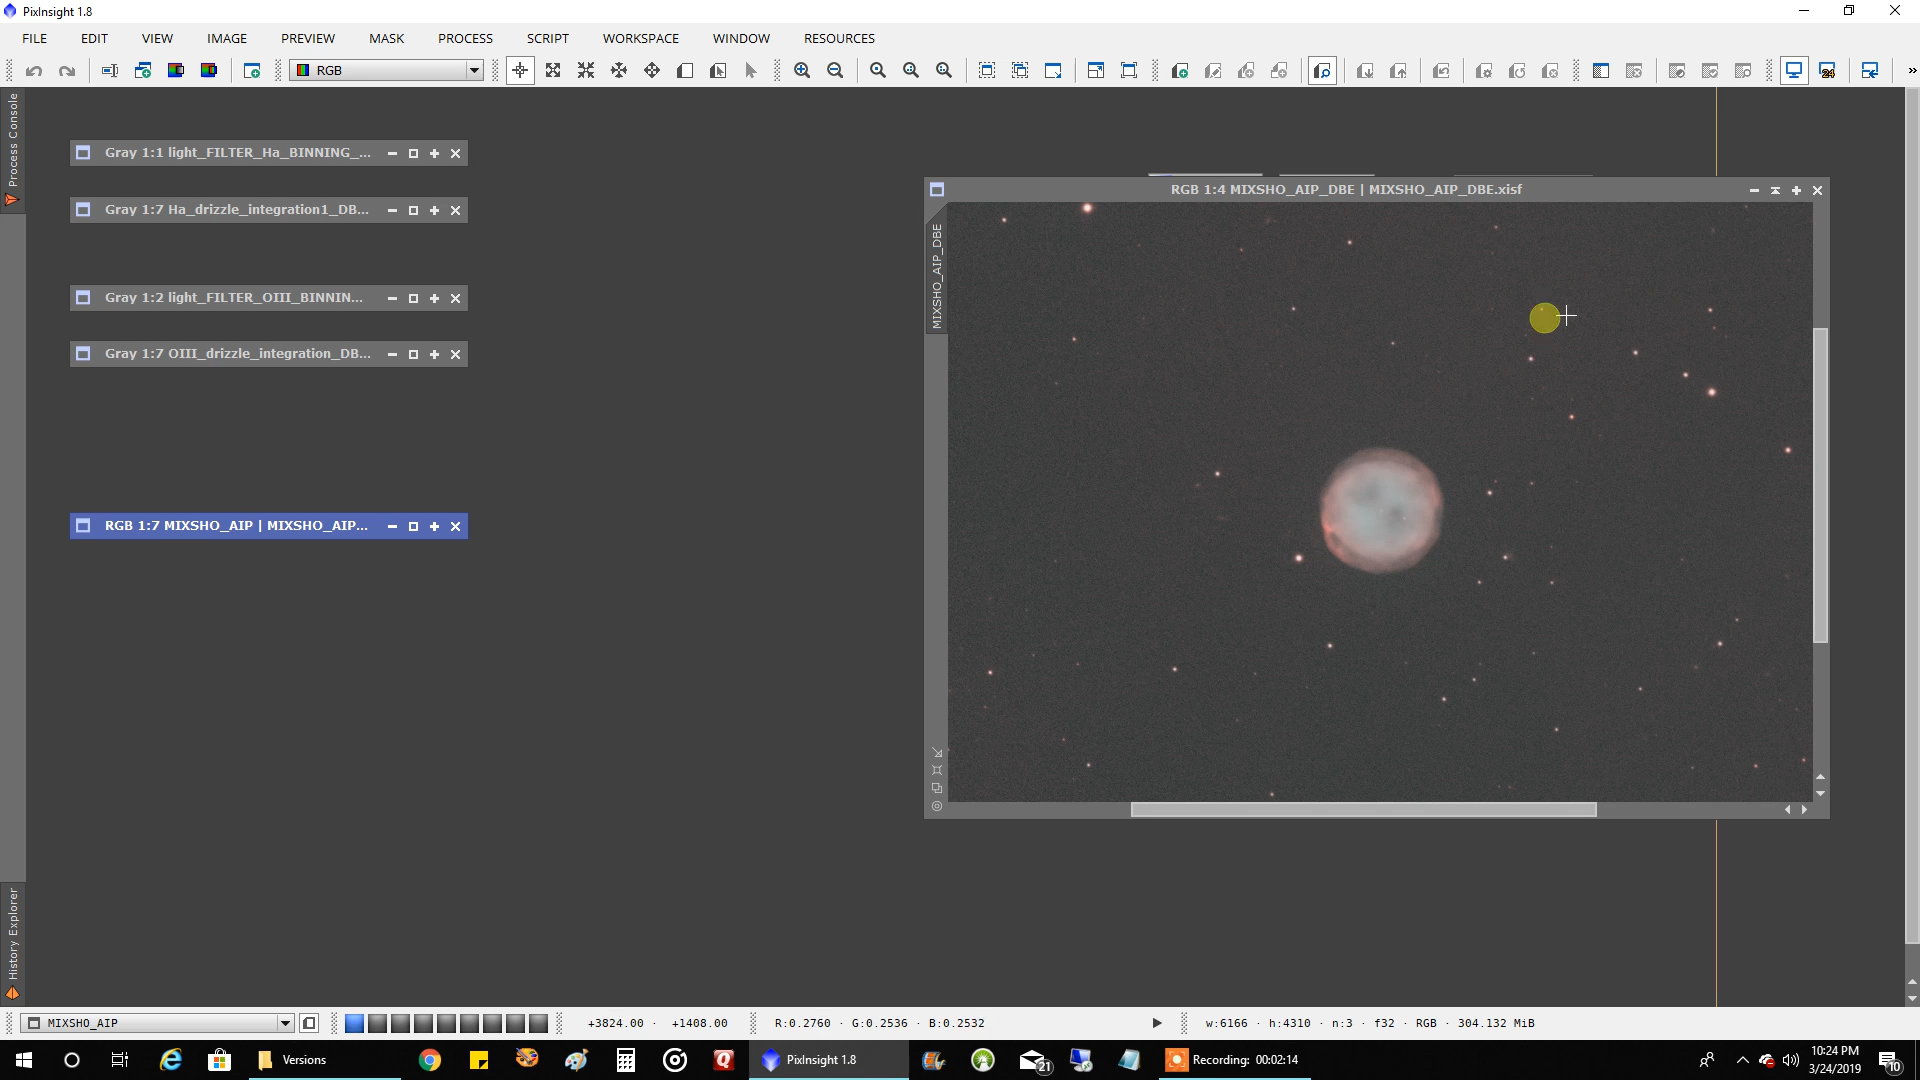 PixInsight 1.8
FILE EDIT VIEW IMAGE PREVIEW MASK PROCESS SCRIPT WORKSPACE WINDOW RESOURCES
RGB
24
Process Console
Gray 1:1 light_FILTER_Ha_BINNING_...
Gray 1:7 Ha_drizzle_integration1_DB...
Gray 1:2 light_FILTER_OIII_BINNIN...
Gray 1:7 OIII_drizzle_integration_DB...
RGB 1:7 MIXSHO_AIP | MIXSHO_AIP...
RGB 1:4 MIXSHO_AIP_DBE | MIXSHO_AIP_DBE.xisf
MIXSHO_AIP_DBE
History Explorer
MIXSHO_AIP
+3824.00 · +1408.00
R:0.2760 · G:0.2536 · B:0.2532
w:6166 · h:4310 · n:3 · f32 · RGB · 304.132 MiB
Versions
PixInsight 1.8
21
Recording: 00:02:14
10:24 PM
3/24/2019
10